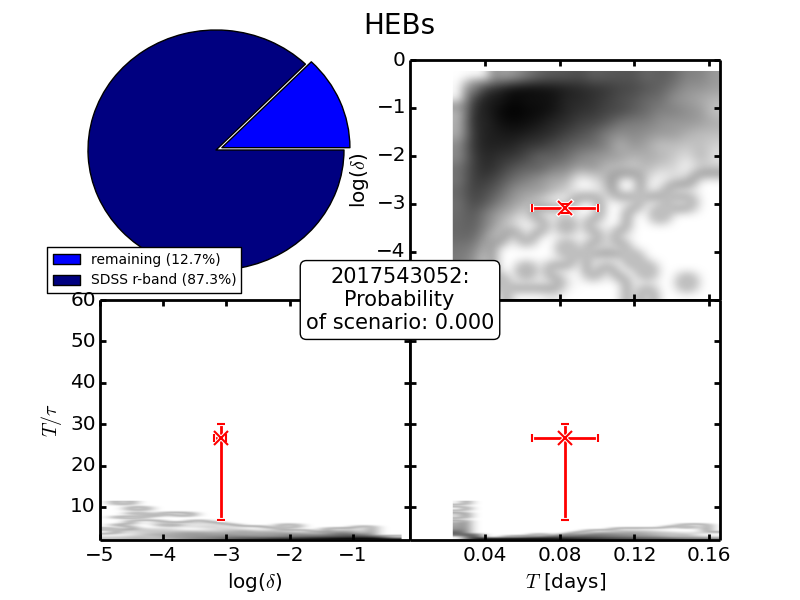 HEBs
remaining (12.7%)
SDSS r-band (87.3%)
0
−1
−2
−3
−4
log(δ)
2017543052:
Probability
of scenario: 0.000
60
50
40
30
20
10
T/τ
−5 −4 −3 −2 −1
log(δ)
0.04 0.08 0.12 0.16
T [days]